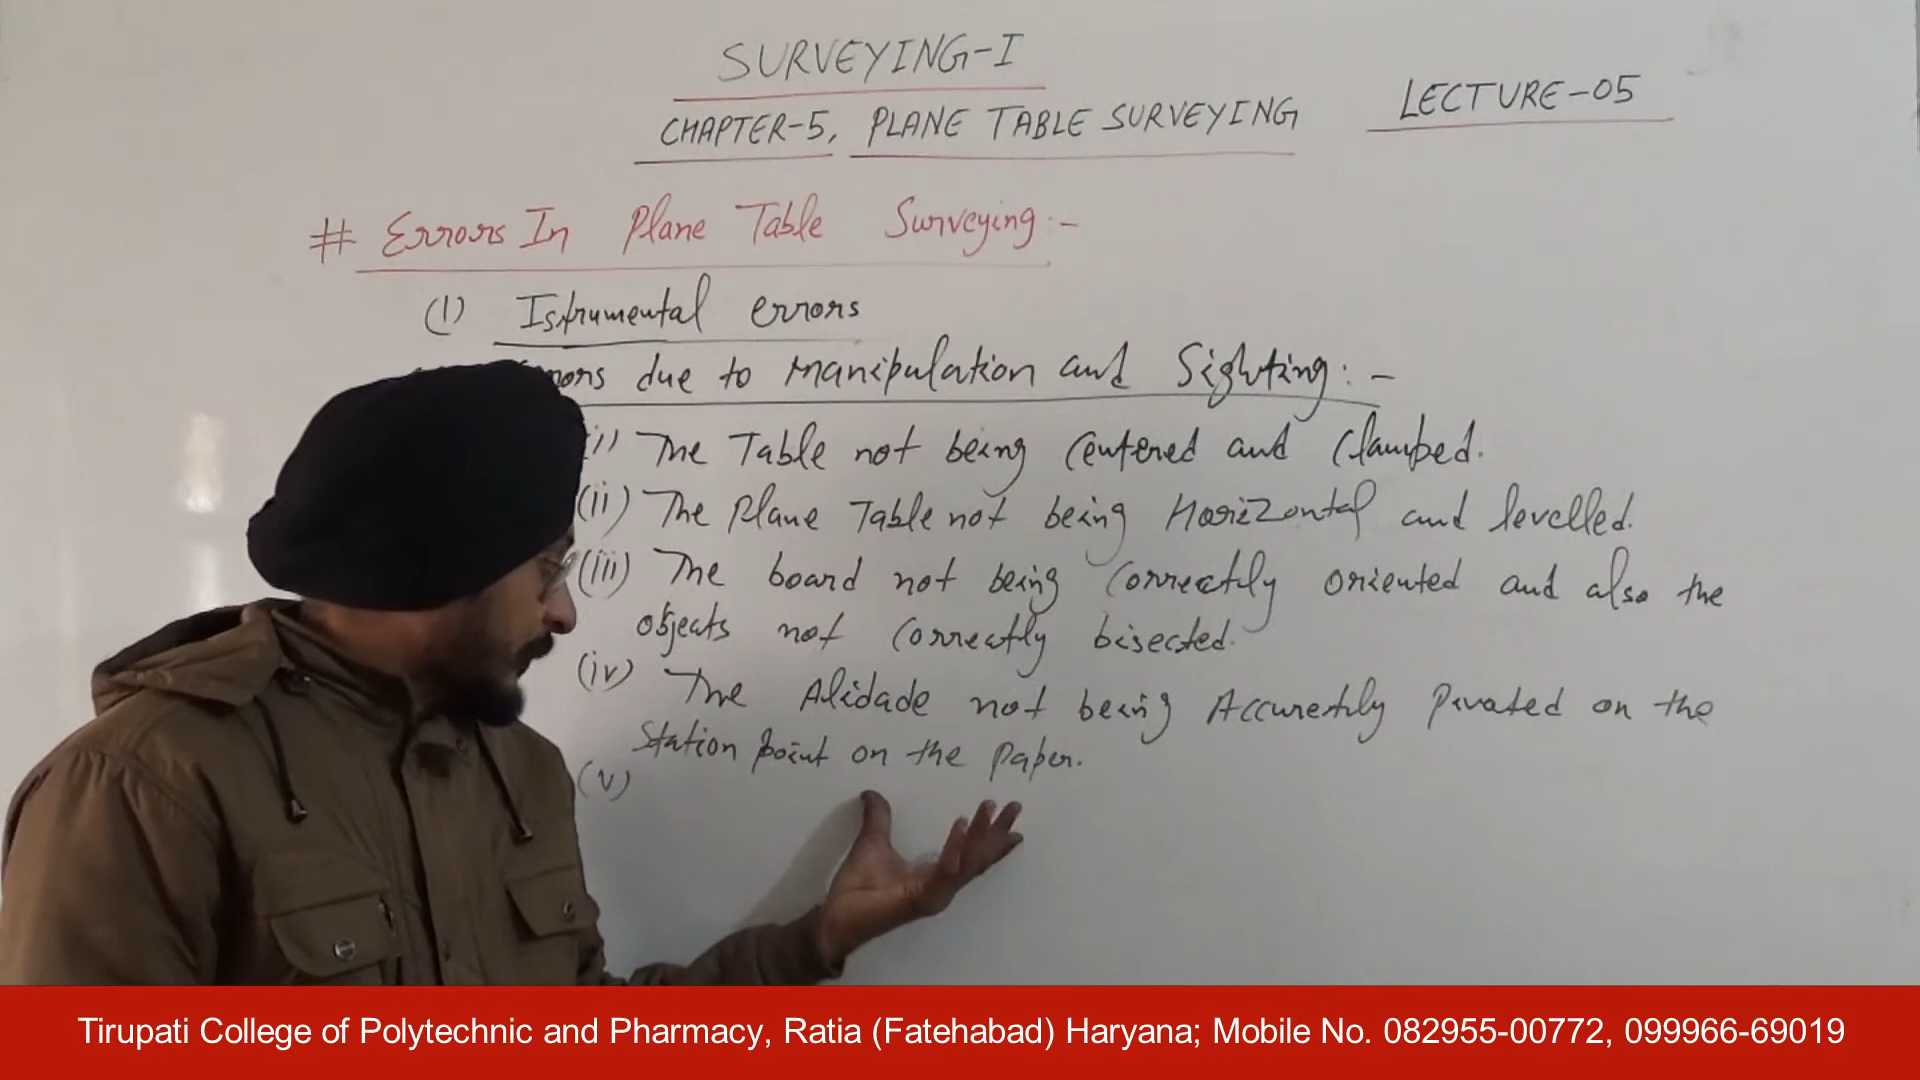 SURVEYING-I
CHAPTER-5, PLANE TABLE SURVEYING
LECTURE-05
# Errors In Plane Table Surveying:-
(1) Istrumental errors
due to Manipulation and Sighting:-
(i) The Table not being Centered and Clamped.
(ii) The Plane Table not being Horizontal and levelled.
(iii) The board not being Correctly oriented and also the
objects not Correctly bisected.
(iv) The Alidade not being Accuretly Pivated on the
Station point on the paper.
(v)
Tirupati College of Polytechnic and Pharmacy, Ratia (Fatehabad) Haryana; Mobile No. 082955-00772, 099966-69019